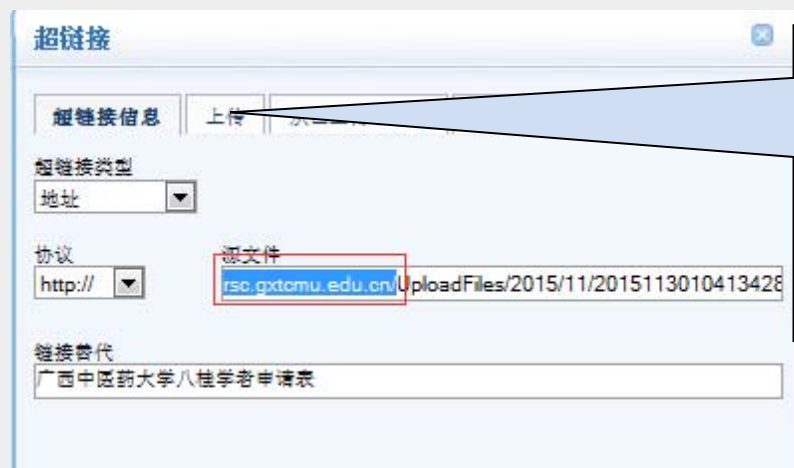 超链接
超链接信息 上传
超链接类型
地址
协议 源文件
http:// rsc.gxtcmu.edu.cn/UploadFiles/2015/11/2015113010413428
链接替代
广西中医药大学八桂学者申请表